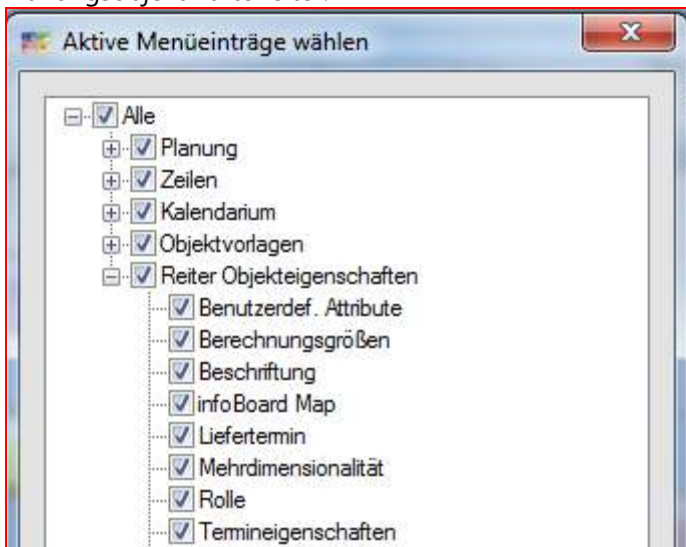 Aktive Menüeinträge wählen
Alle
Planung
Zeilen
Kalendarium
Objektvorlagen
Reiter Objekteigenschaften
Benutzerdef. Attribute
Berechnungsgrößen
Beschriftung
infoBoard Map
Liefertermin
Mehrdimensionalität
Rolle
Termineigenschaften